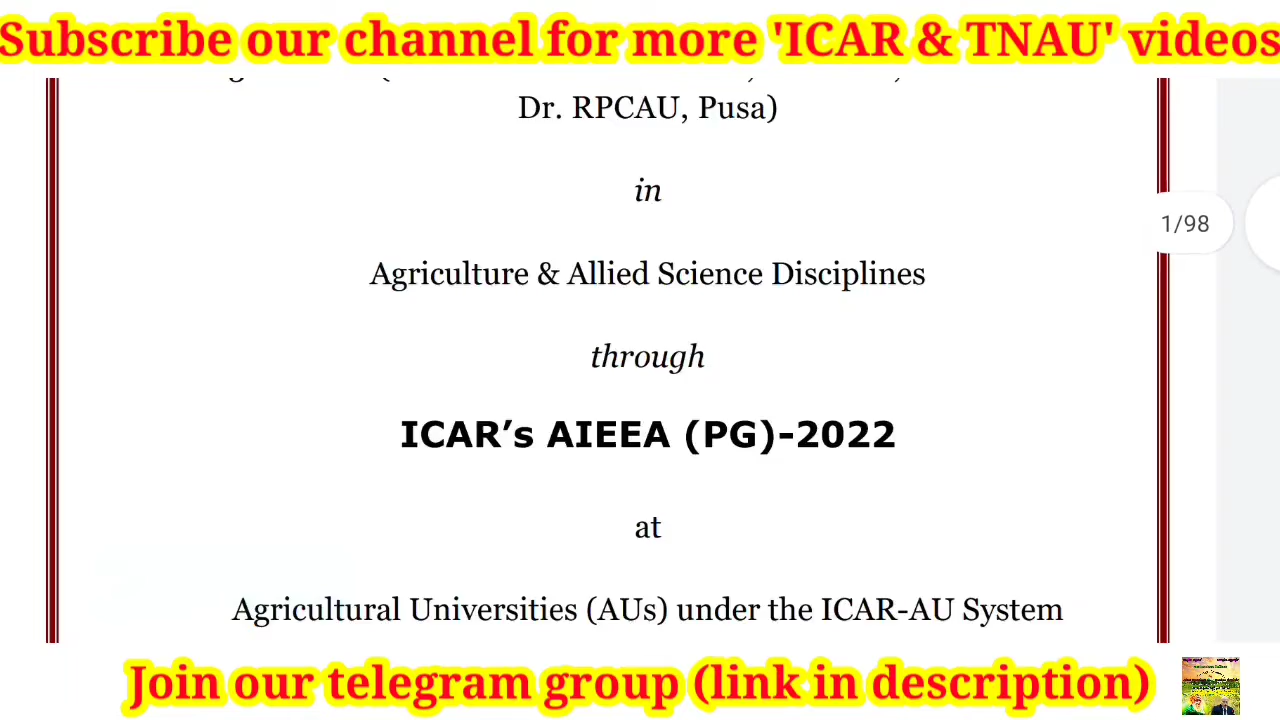 Subscribe our channel for more 'ICAR & TNAU' videos
Dr. RPCAU, Pusa)
in
1/98
Agriculture & Allied Science Disciplines
through
ICAR’s AIEEA (PG)-2022
at
Agricultural Universities (AUs) under the ICAR-AU System
Join our telegram group (link in description)